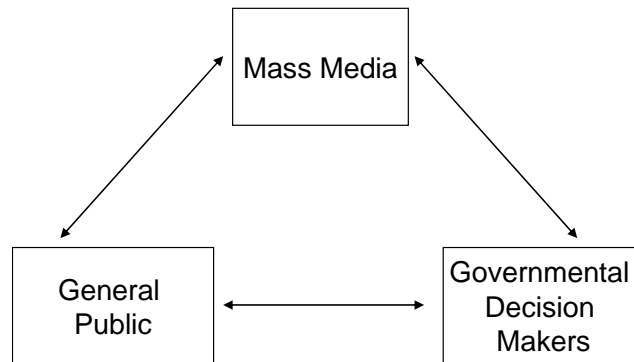 Mass Media
General
Public
Governmental
Decision
Makers